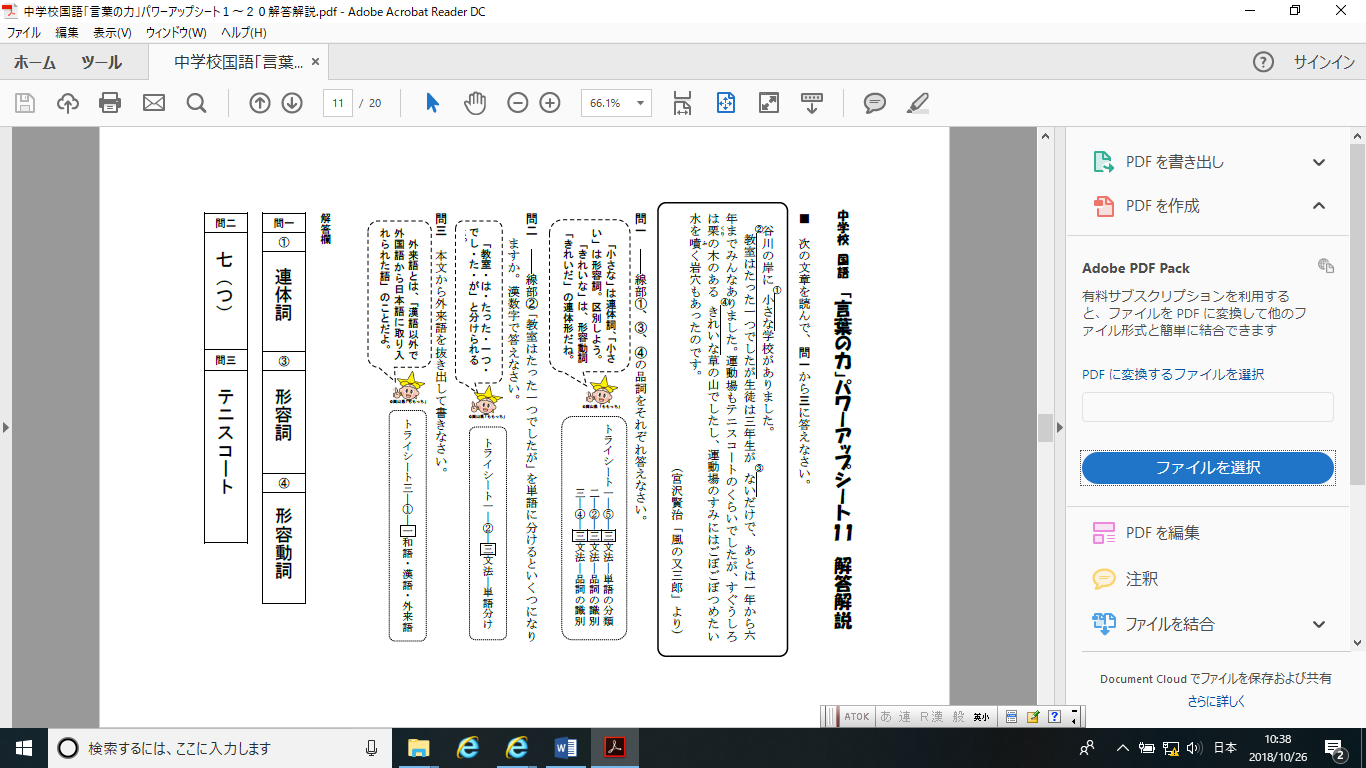 中学校国語「言葉の力」パワーアップシート１～２０解答解説.pdf - Adobe Acrobat Reader DC
ファイル 編集 表示(V) ウィンドウ(W) ヘルプ(H)
ホーム ツール 中学校国語「言葉... × サインイン
11 / 20 66.1%
中学校 国語 「言葉の力」パワーアップシート11 解答解説
■ 次の文章を読んで、問一から三に答えなさい。
谷川の岸に①小さな学校がありました。
②教室はたった一つでしたが生徒は三年生が③ないだけで、あとは一年から六
年までみんなありました。運動場もテニスコートのくらいでしたが、すぐうしろ
は栗くりの木のある④きれいな草の山でしたし、運動場のすみにはごぼごぼつめたい
水を噴ふく岩穴もあったのです。
（宮沢賢治「風の又三郎」より）
問一 ――線部①、③、④の品詞をそれぞれ答えなさい。
「小さな」は連体詞、「小さ
い」は形容詞。区別しよう。
「きれいな」は、形容動詞
「きれいだ」の連体形だね。
トライシート一―⑤―三文法―単語の分類
二―②―三文法―品詞の識別
三―④―三文法―品詞の識別
問二 ――線部②「教室はたった一つでしたが」を単語に分けるといくつになり
ますか。漢数字で答えなさい。
「教室・は・たった・一つ・
でし・た・が」と分けられる
よ。
トライシート一―②―三文法―単語分け
問三 本文から外来語を抜き出して書きなさい。
外来語とは、「漢語以外で
外国語から日本語に取り入
れられた語」のことだよ。
トライシート三―①―一和語・漢語・外来語
解答欄
問一 ① 連体詞 ③ 形容詞 ④ 形容動詞
問二 七（つ） 問三 テニスコート
PDF を書き出し
PDF を作成
Adobe PDF Pack
有料サブスクリプションを利用する
と、ファイルを PDF に変換して他のフ
ァイル形式と簡単に結合できます
PDF に変換するファイルを選択
ファイルを選択
PDF を編集
注釈
ファイルを結合
Document Cloud でファイルを保存および共有
さらに詳しく
ATOK あ 連 R漢 般 英小
検索するには、ここに入力します
日本
10:38
2018/10/26
2